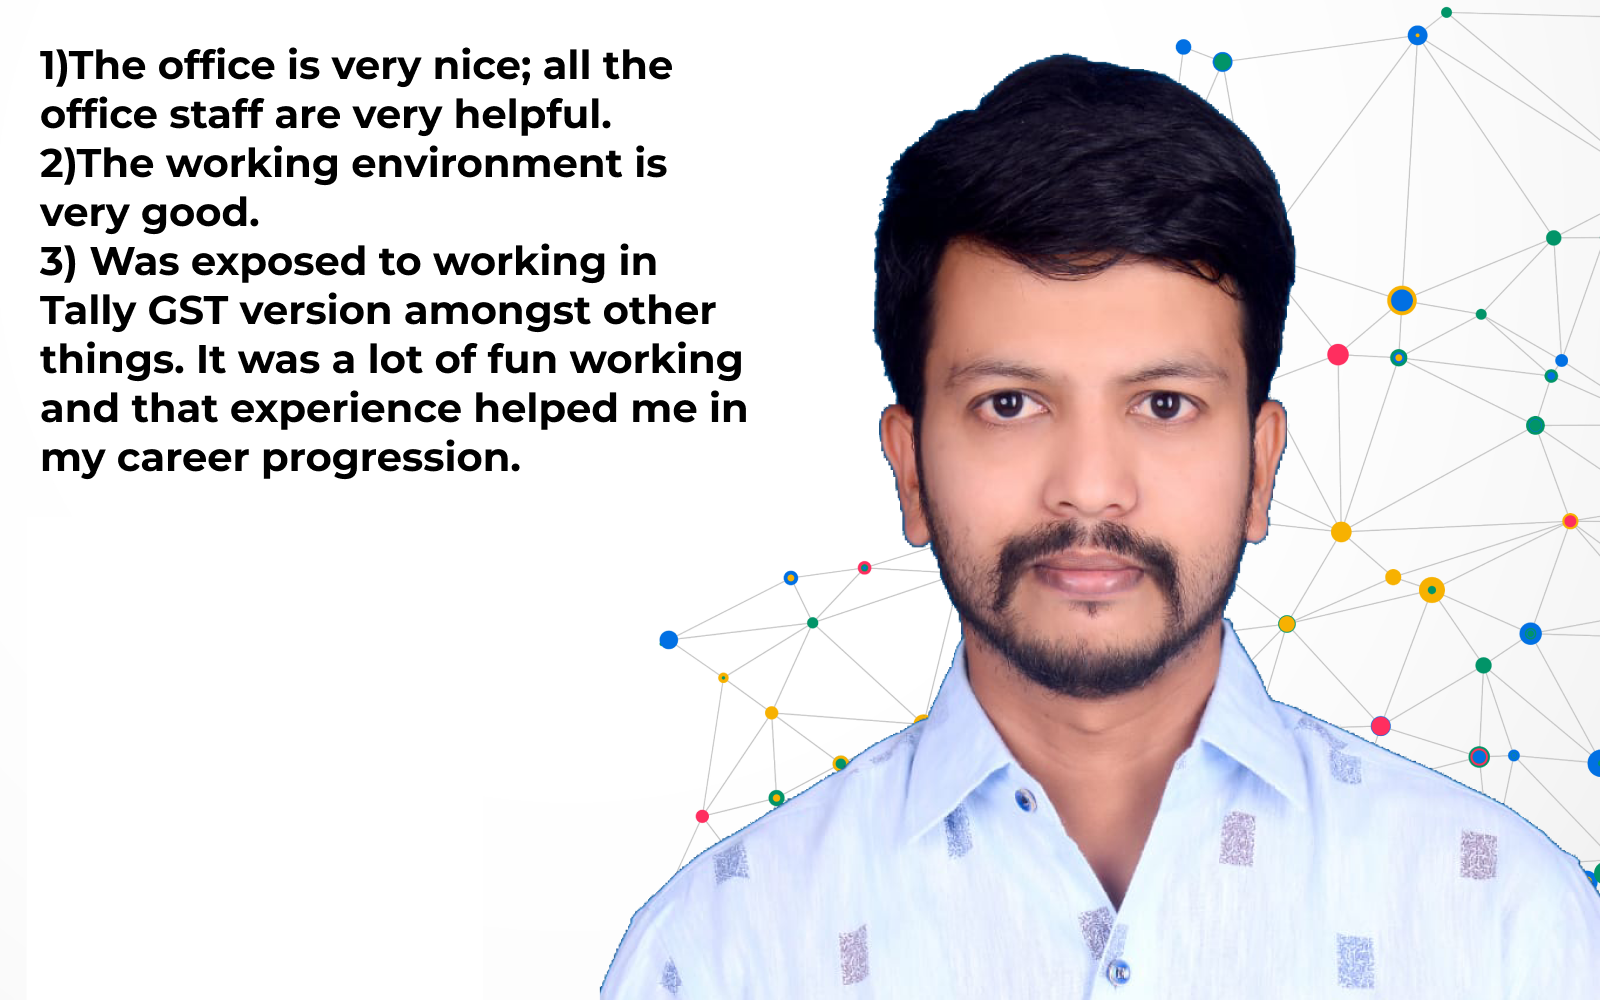 1)The office is very nice; all the
office staff are very helpful.
2)The working environment is
very good.
3) Was exposed to working in
Tally GST version amongst other
things. It was a lot of fun working
and that experience helped me in
my career progression.